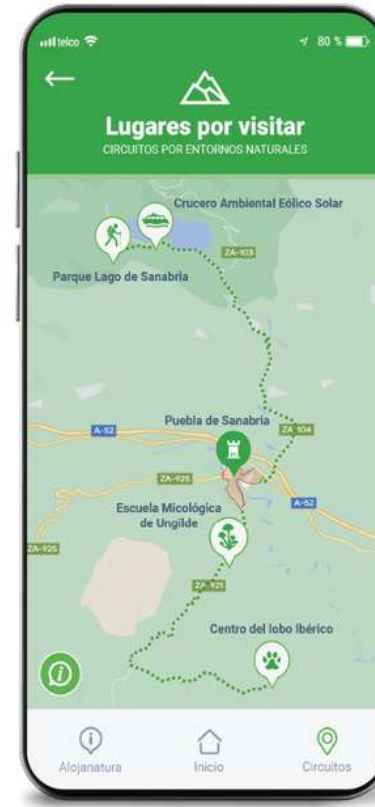 telco
80 %
Lugares por visitar
CIRCUITOS POR ENTORNOS NATURALES
Crucero Ambiental Eólico Solar
ZA-103
Parque Lago de Sanabria
Puebla de Sanabria
A-52
ZA 104
ZA-925
Escuela Micológica
de Ungilde
A-52
ZA-925
ZA-921
Centro del lobo Ibérico
Alojanatura
Inicio
Circuitos